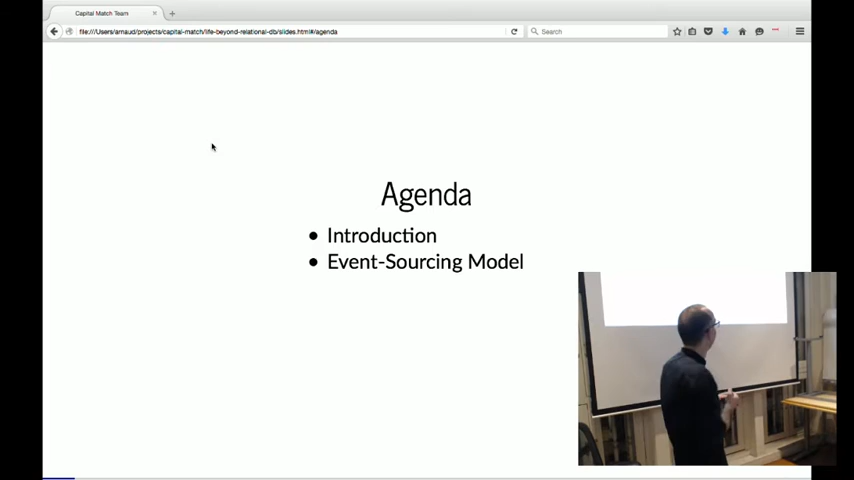 Capital Match Team
file:///Users/arnaud/projects/capital-match/life-beyond-relational-db/slides.html#/agenda
Search
Agenda
• Introduction
• Event-Sourcing Model